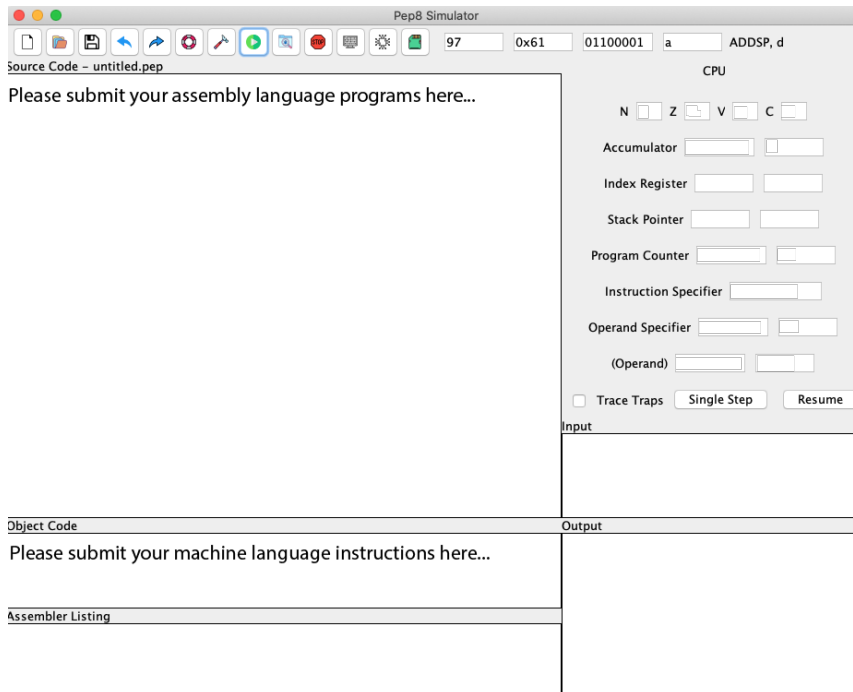 Pep8 Simulator
STOP 97 0x61 01100001 a ADDSP, d
Source Code – untitled.pep
Please submit your assembly language programs here...
CPU
N Z V C
Accumulator
Index Register
Stack Pointer
Program Counter
Instruction Specifier
Operand Specifier
(Operand)
Trace Traps Single Step Resume
Input
Object Code
Please submit your machine language instructions here...
Assembler Listing
Output